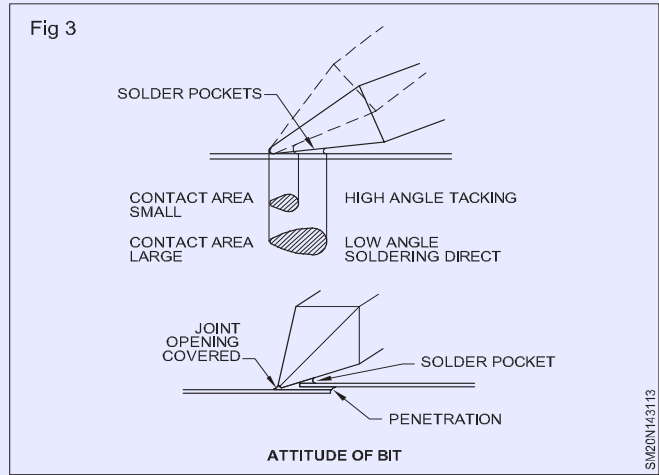 Fig 3
SOLDER POCKETS
CONTACT AREA
SMALL
HIGH ANGLE TACKING
CONTACT AREA
LARGE
LOW ANGLE
SOLDERING DIRECT
JOINT
OPENING
COVERED
SOLDER POCKET
PENETRATION
ATTITUDE OF BIT
SM20N143113